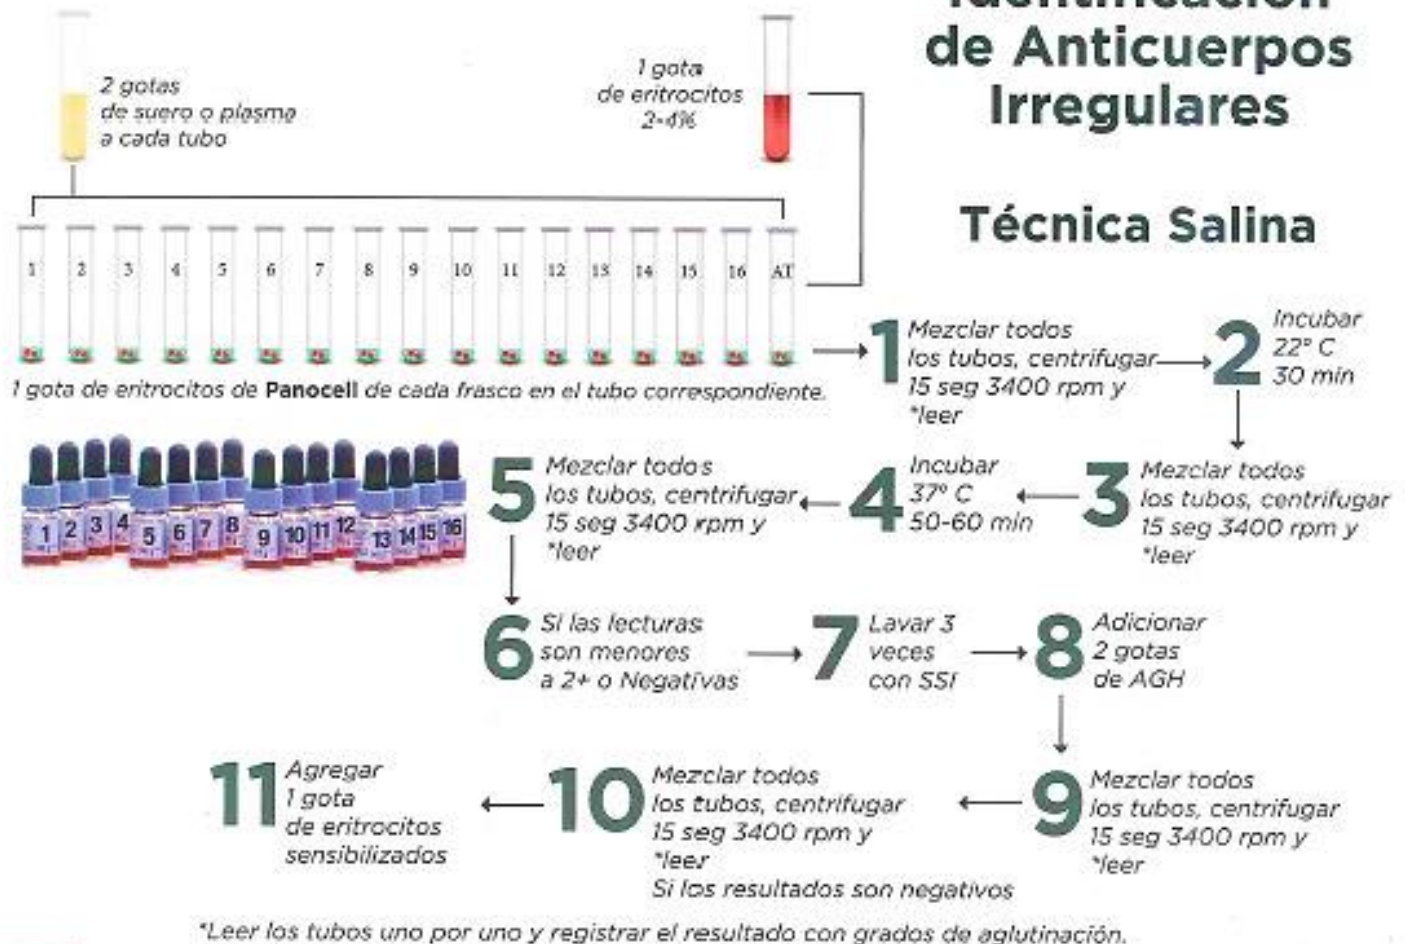 Identificación
de Anticuerpos
Irregulares
Técnica Salina
2 gotas
de suero o plasma
a cada tubo
1 gota
de eritrocitos
2-4%
1 2 3 4 5 6 7 8 9 10 11 12 13 14 15 16 AT
1 gota de eritrocitos de Panocell de cada frasco en el tubo correspondiente.
1 2 3 4 5 6 7 8 9 10 11 12 13 14 15 16
1 Mezclar todos
los tubos, centrifugar
15 seg 3400 rpm y
*leer
2 Incubar
22° C
30 min
3 Mezclar todos
los tubos, centrifugar
15 seg 3400 rpm y
*leer
4 Incubar
37° C
50-60 min
5 Mezclar todos
los tubos, centrifugar
15 seg 3400 rpm y
*leer
6 Si las lecturas
son menores
a 2+ o Negativas
7 Lavar 3
veces
con SSI
8 Adicionar
2 gotas
de AGH
9 Mezclar todos
los tubos, centrifugar
15 seg 3400 rpm y
*leer
10 Mezclar todos
los tubos, centrifugar
15 seg 3400 rpm y
*leer
Si los resultados son negativos
11 Agregar
1 gota
de eritrocitos
sensibilizados
*Leer los tubos uno por uno y registrar el resultado con grados de aglutinación.